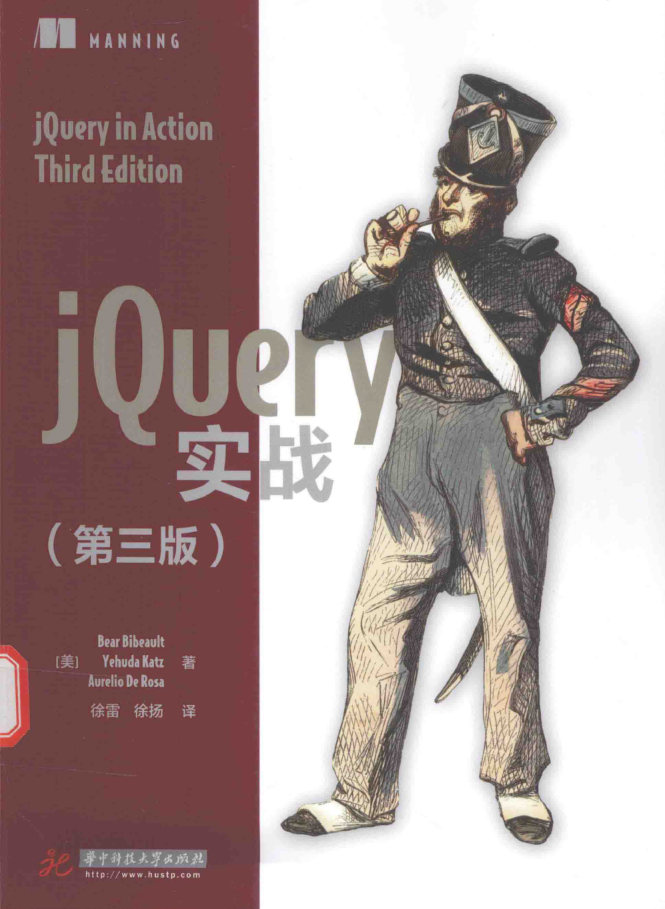 MANNING
jQuery in Action
Third Edition
jQuery
实战
（第三版）
Bear Bibeault
[美] Yehuda Katz 著
Aurelio De Rosa
徐雷 徐扬 译
华中科技大学出版社
http://www.hustp.com